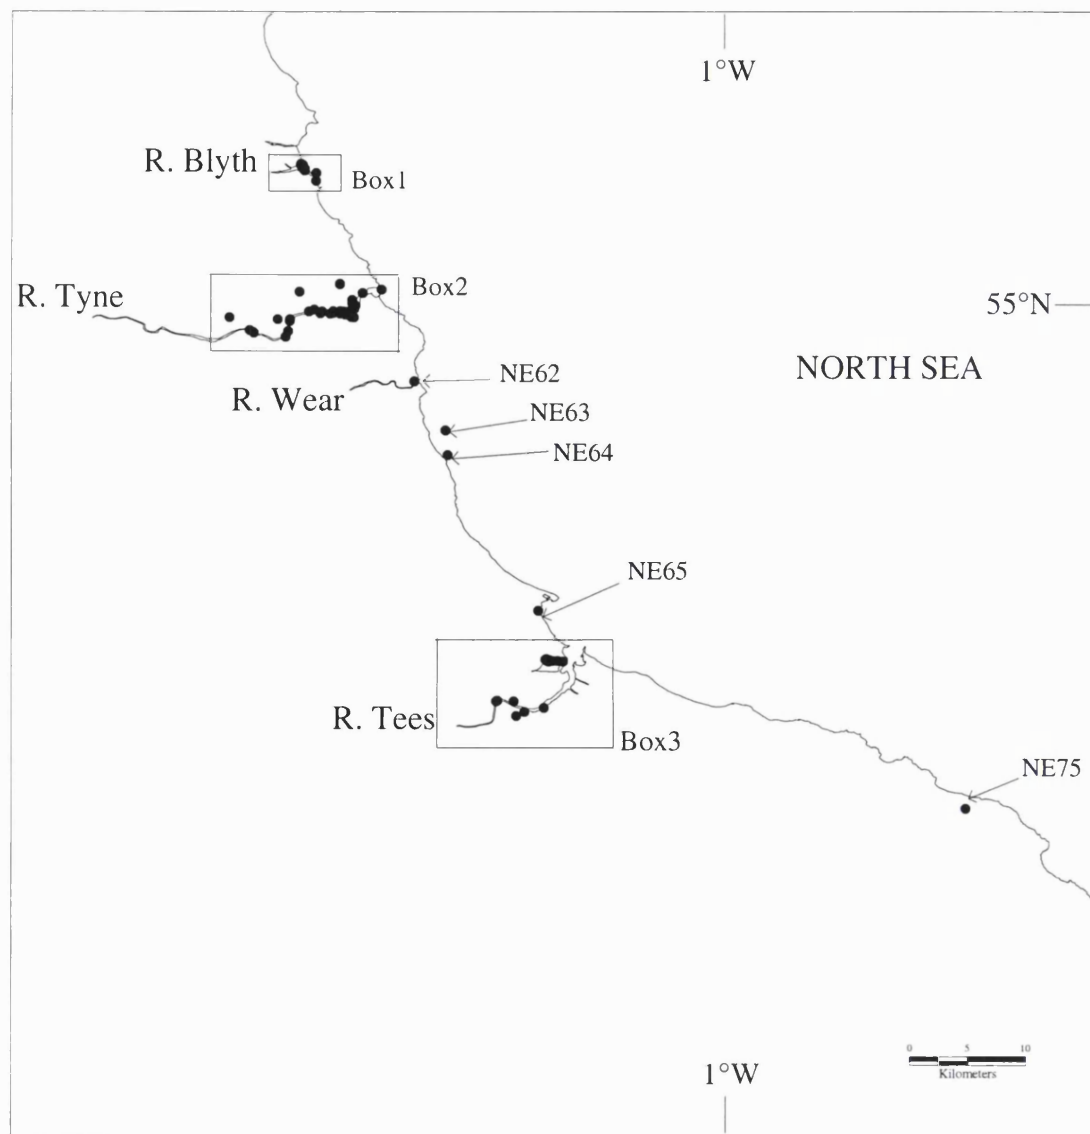 1°W
R. Blyth
Box1
R. Tyne
Box2
55°N
NORTH SEA
R. Wear
NE62
NE63
NE64
NE65
R. Tees
Box3
NE75
0 5 10
Kilometers
1°W